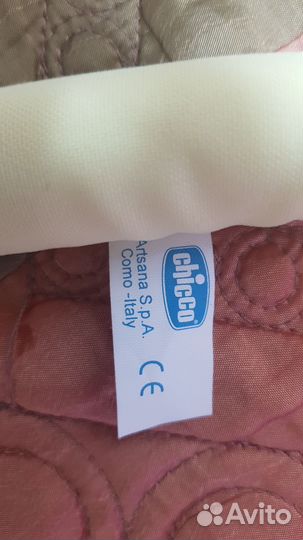 chicco
Artsana S.p.A.
Como -Italy
CE
Avito